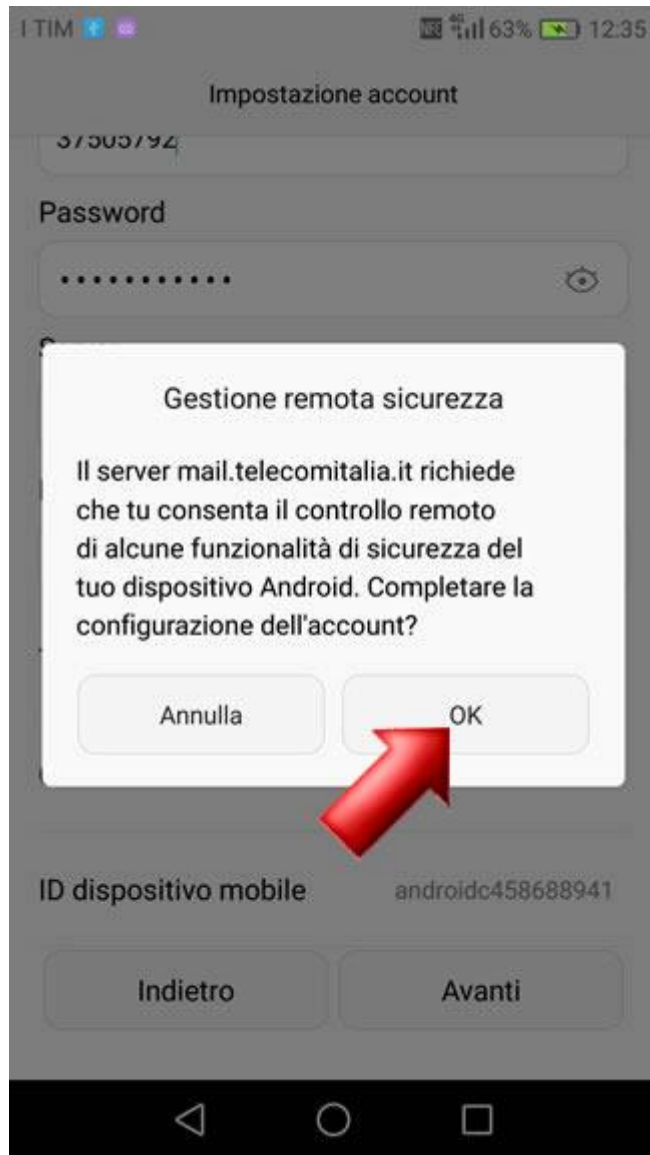 I TIM 63% 12:35
Impostazione account
37505792
Password
Gestione remota sicurezza
Il server mail.telecomitalia.it richiede
che tu consenta il controllo remoto
di alcune funzionalità di sicurezza del
tuo dispositivo Android. Completare la
configurazione dell'account?
Annulla OK
ID dispositivo mobile androidc458688941
Indietro Avanti